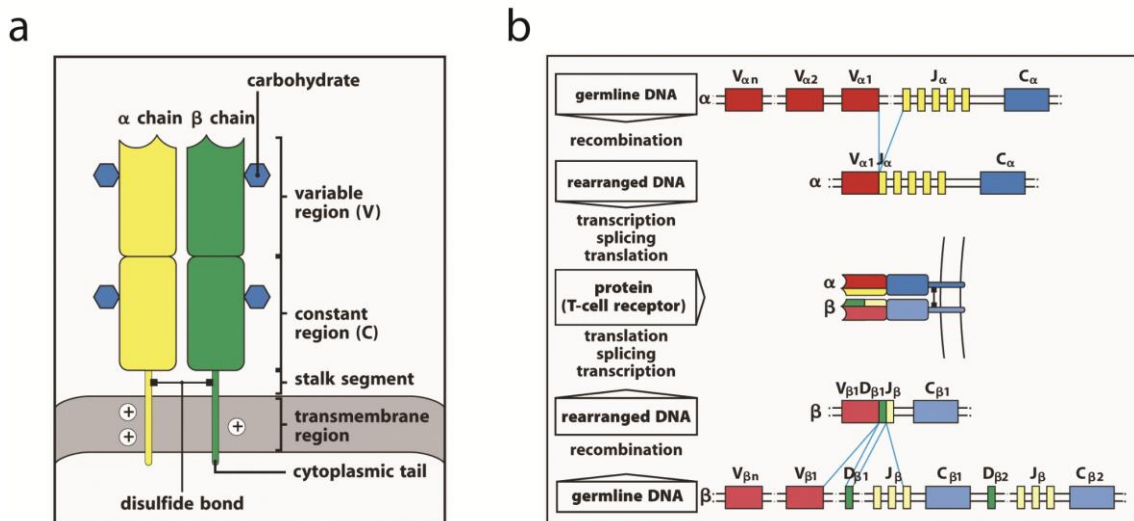 a
carbohydrate
α chain
β chain
variable
region (V)
constant
region (C)
stalk segment
transmembrane
region
cytoplasmic tail
disulfide bond
+
+
+
b
germline DNA
α
Vαn
Vα2
Vα1
Jα
Cα
recombination
rearranged DNA
α
Vα1Jα
Cα
transcription
splicing
translation
protein
(T-cell receptor)
α
β
translation
splicing
transcription
rearranged DNA
β
Vβ1Dβ1Jβ
Cβ1
recombination
germline DNA
β
Vβn
Vβ1
Dβ1
Jβ
Cβ1
Dβ2
Jβ
Cβ2